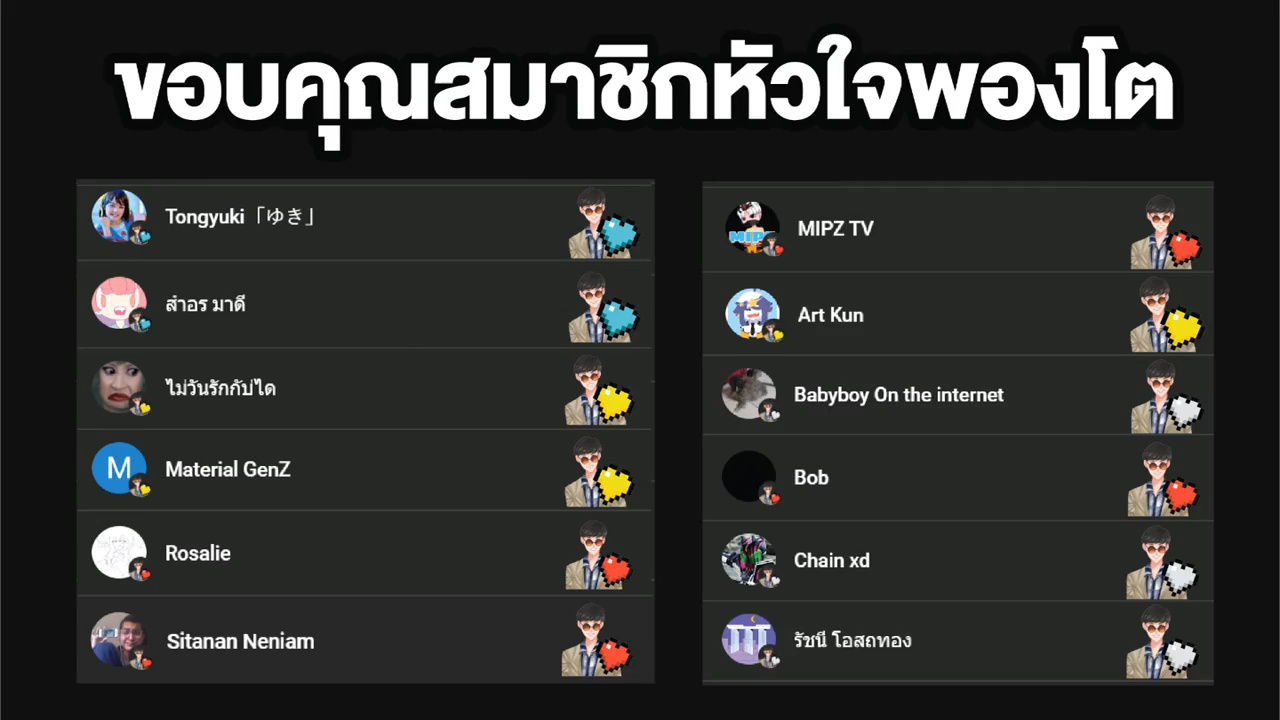 ขอบคุณสมาชิกหัวใจพองโต
Tongyuki「ゆき」
สำอร มาดี
ไม่วันรักกับได
M
Material GenZ
Rosalie
Sitanan Neniam
MIPZ TV
Art Kun
Babyboy On the internet
Bob
Chain xd
รัชนี โอสถทอง